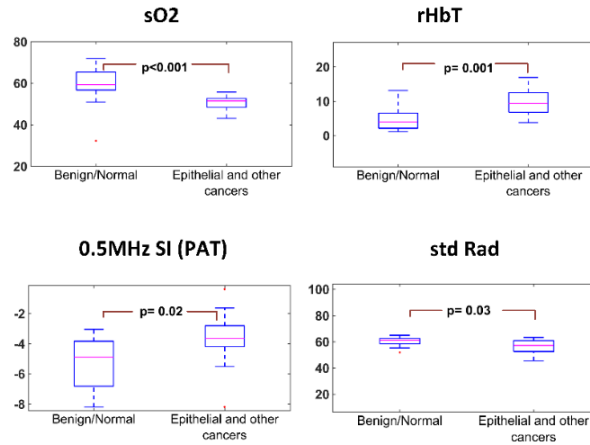 sO2
rHbT
80
60
40
20
p<0.001
Benign/Normal
Epithelial and other
cancers
20
10
0
p= 0.001
Benign/Normal
Epithelial and other
cancers
0.5MHz SI (PAT)
std Rad
-2
-4
-6
-8
p= 0.02
Benign/Normal
Epithelial and other
cancers
100
80
60
40
20
p= 0.03
Benign/Normal
Epithelial and other
cancers